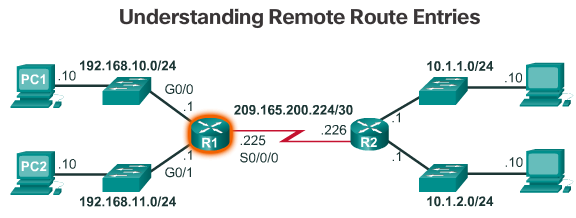 Understanding Remote Route Entries
192.168.10.0/24
10.1.1.0/24
PC1
.10
G0/0
.10
.1
209.165.200.224/30
.1
R1
.225
.226
R2
S0/0/0
PC2
.10
.1
G0/1
.1
.10
192.168.11.0/24
10.1.2.0/24